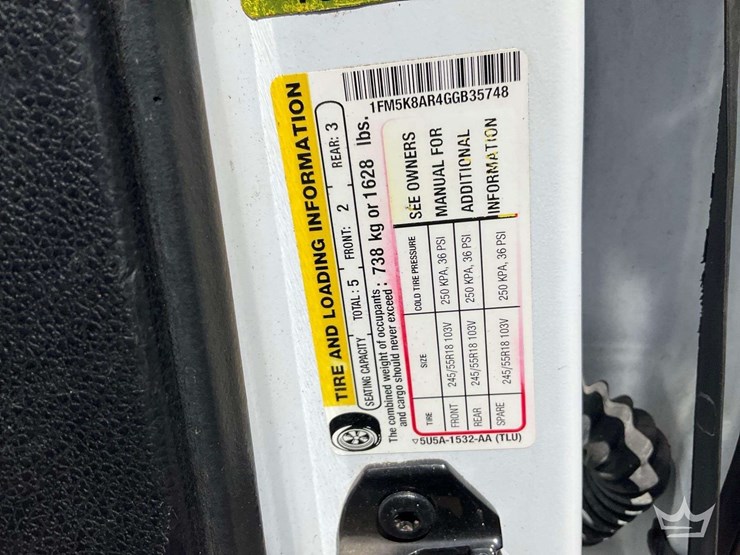 TIRE AND LOADING INFORMATION
SEATING CAPACITY TOTAL: 5 FRONT: 2 REAR: 3
The combined weight of occupants
and cargo should never exceed : 738 kg or 1628 lbs.
1FM5K8AR4GGB35748
TIRE SIZE COLD TIRE PRESSURE
FRONT 245/55R18 103V 250 KPA, 36 PSI
REAR 245/55R18 103V 250 KPA, 36 PSI
SPARE 245/55R18 103V 250 KPA, 36 PSI
SEE OWNERS
MANUAL FOR
ADDITIONAL
INFORMATION
5U5A-1532-AA (TLU)